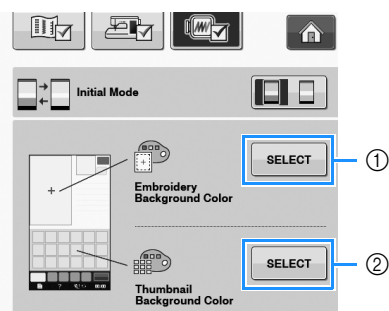 Initial Mode
SELECT ①
Embroidery
Background Color
SELECT ②
Thumbnail
Background Color